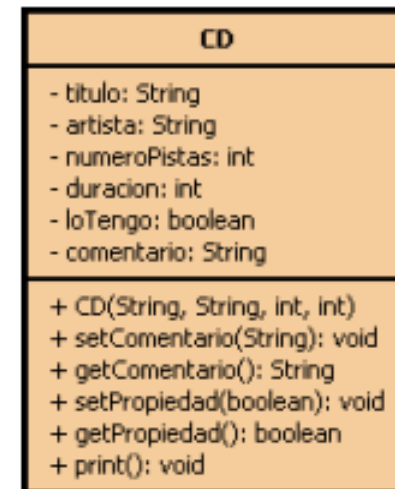 CD
- titulo: String
- artista: String
- numeroPistas: int
- duracion: int
- loTengo: boolean
- comentario: String
+ CD(String, String, int, int)
+ setComentario(String): void
+ getComentario(): String
+ setPropiedad(boolean): void
+ getPropiedad(): boolean
+ print(): void